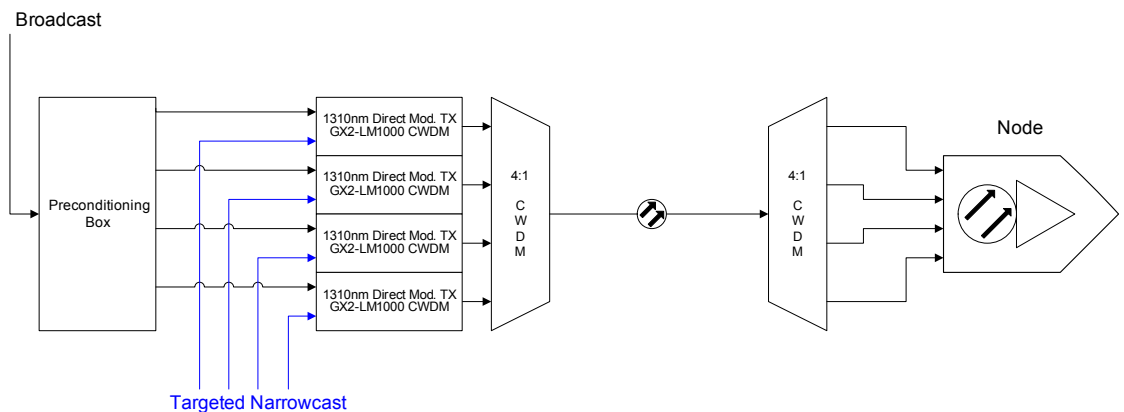 Broadcast
Preconditioning
Box
1310nm Direct Mod. TX
GX2-LM1000 CWDM
1310nm Direct Mod. TX
GX2-LM1000 CWDM
1310nm Direct Mod. TX
GX2-LM1000 CWDM
1310nm Direct Mod. TX
GX2-LM1000 CWDM
4:1
C
W
D
M
4:1
C
W
D
M
Node
Targeted Narrowcast